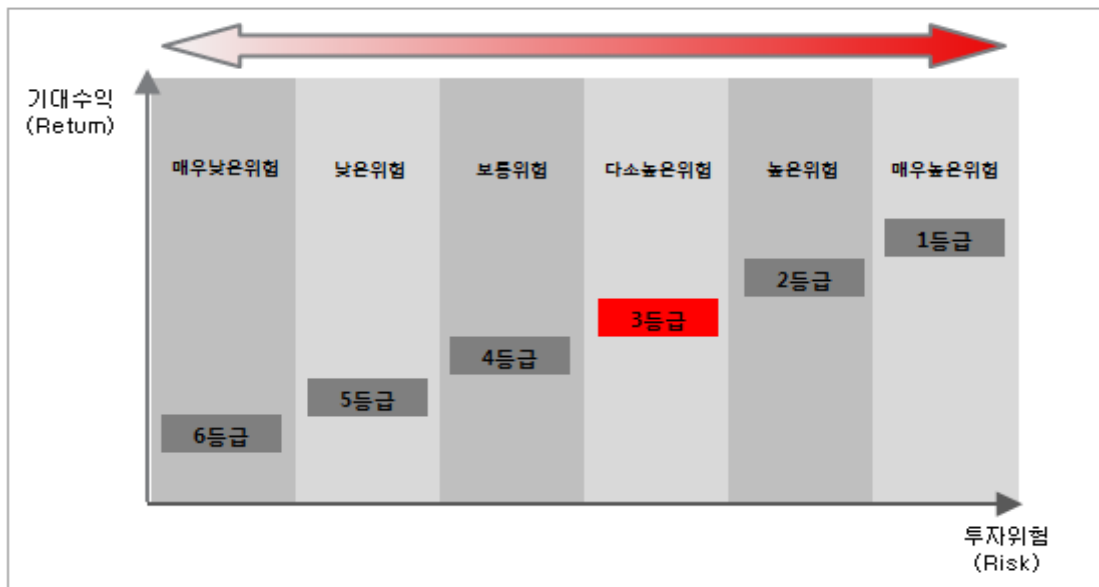 기대수익
(Return)
매우낮은위험
낮은위험
보통위험
다소높은위험
높은위험
매우높은위험
1등급
2등급
3등급
4등급
5등급
6등급
투자위험
(Risk)